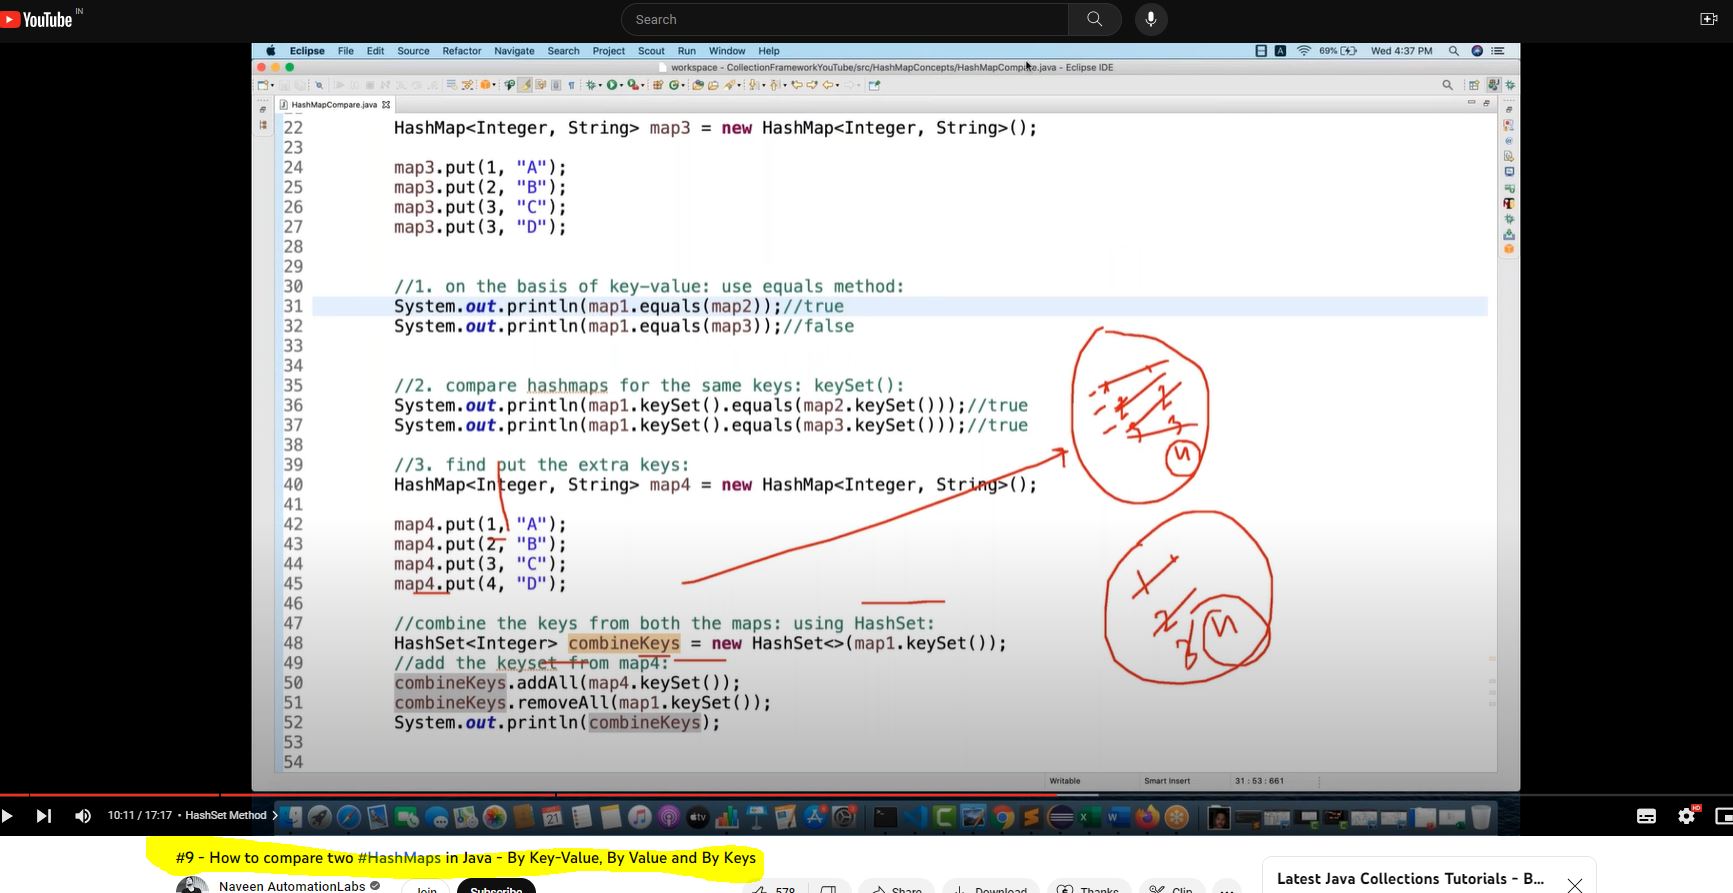 YouTube IN
Search
Eclipse File Edit Source Refactor Navigate Search Project Scout Run Window Help 69% Wed 4:37 PM
workspace - CollectionFrameworkYouTube/src/HashMapConcepts/HashMapCompare.java - Eclipse IDE
HashMapCompare.java
22 HashMap<Integer, String> map3 = new HashMap<Integer, String>();
23
24 map3.put(1, "A");
25 map3.put(2, "B");
26 map3.put(3, "C");
27 map3.put(3, "D");
28
29
30 //1. on the basis of key-value: use equals method:
31 System.out.println(map1.equals(map2));//true
32 System.out.println(map1.equals(map3));//false
33
34
35 //2. compare hashmaps for the same keys: keySet():
36 System.out.println(map1.keySet().equals(map2.keySet()));//true
37 System.out.println(map1.keySet().equals(map3.keySet()));//true
38
39 //3. find put the extra keys:
40 HashMap<Integer, String> map4 = new HashMap<Integer, String>();
41
42 map4.put(1, "A");
43 map4.put(2, "B");
44 map4.put(3, "C");
45 map4.put(4, "D");
46
47 //combine the keys from both the maps: using HashSet:
48 HashSet<Integer> combineKeys = new HashSet<>(map1.keySet());
49 //add the keyset from map4:
50 combineKeys.addAll(map4.keySet());
51 combineKeys.removeAll(map1.keySet());
52 System.out.println(combineKeys);
53
54
Writable Smart Insert 31 : 53 : 661
10:11 / 17:17 • HashSet Method
HD
#9 - How to compare two #HashMaps in Java - By Key-Value, By Value and By Keys
Naveen AutomationLabs
Join Subscribe 578 Share Download Thanks Clip
Latest Java Collections Tutorials - B...